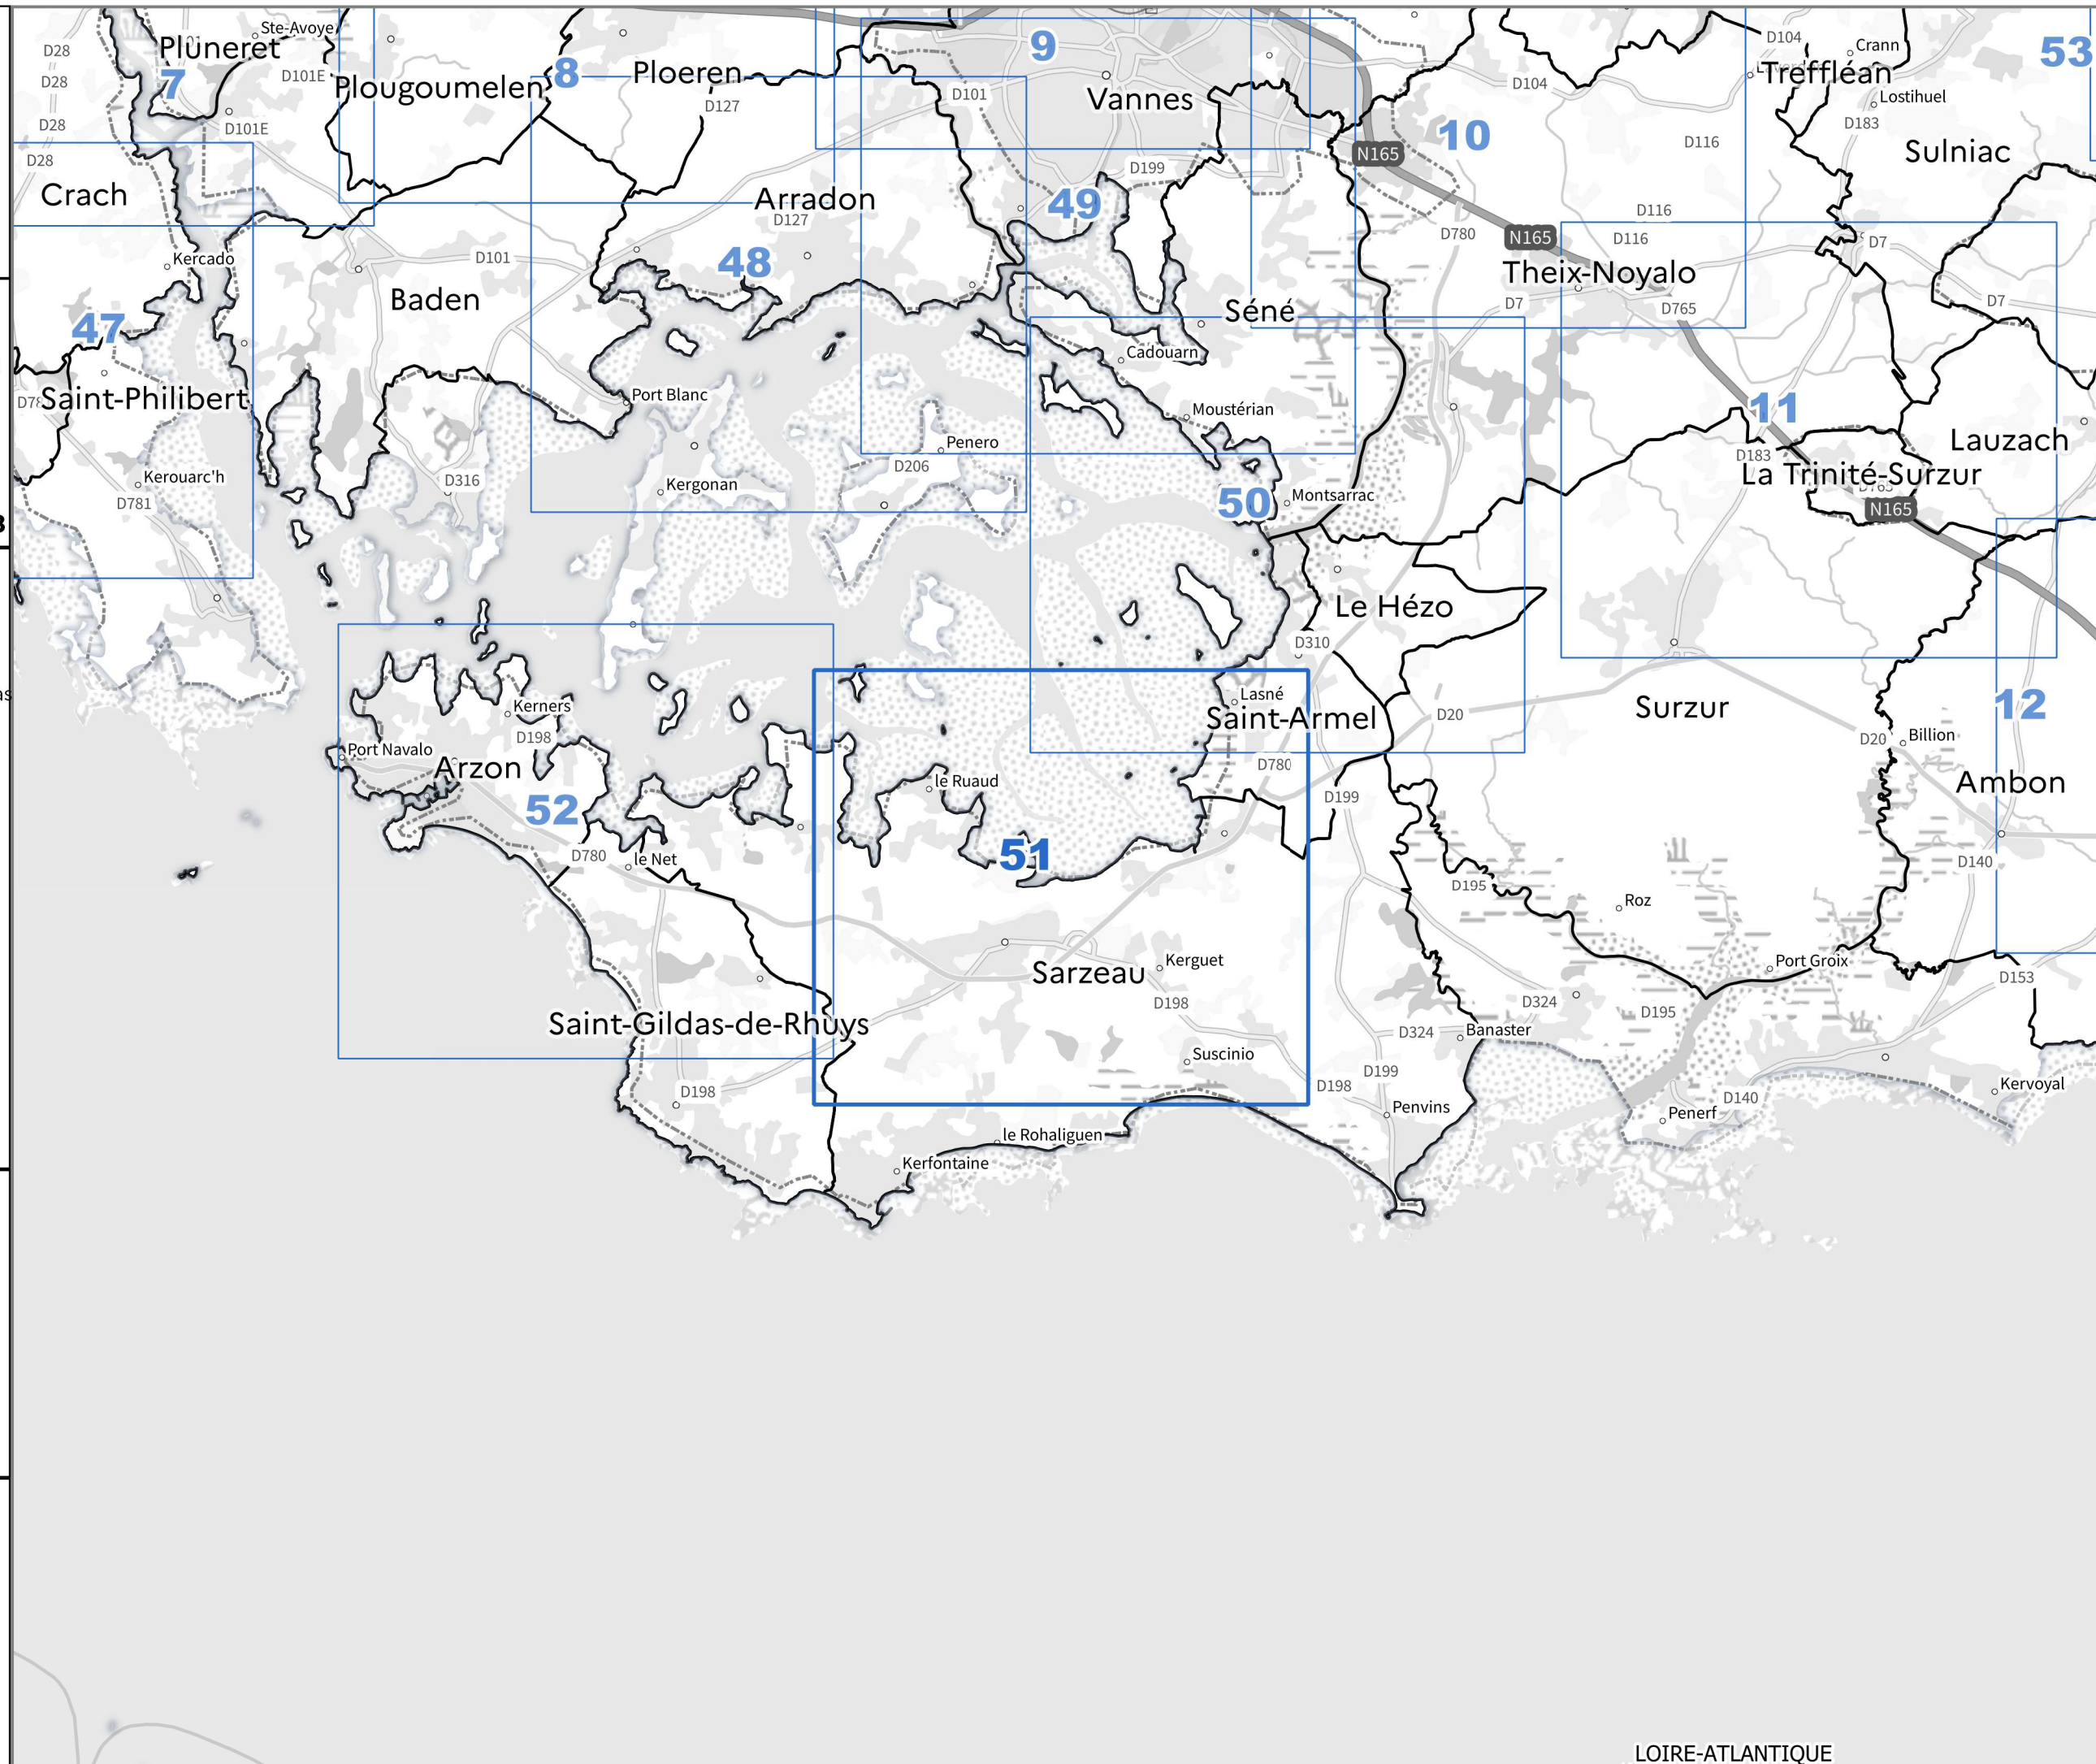 Ste-Avoye
D28
Pluneret
9
D104
Crann
53
7
D101E
8
Ploeren
Treffléan
D28
Plougoumelen
D101
Vannes
D104
Lostihuel
D127
D28
D101E
10
D183
D116
Sulniac
D28
N165
Crach
D199
Arradon
49
D116
D127
D780
N165
D116
D7
Kercado
D101
48
Theix-Noyalo
Baden
D7
D7
Séné
D765
47
Cadouarn
D78
Saint-Philibert
Port Blanc
Moustérian
11
Penero
Lauzach
D183
D206
La Trinité-Surzur
Kerouarc'h
D316
Kergonan
D765
D781
50
Montsarrac
N165
Le Hézo
D310
Lasné
Kerners
Saint-Armel
D20
Surzur
12
D198
Port Navalo
D20
Billion
Arzon
le Ruaud
D780
Ambon
52
D199
51
D780
le Net
D140
D195
Roz
Kerguet
Port Groix
Sarzeau
D153
D198
D324
D195
Saint-Gildas-de-Rhuys
D324
Banaster
Suscinio
D199
D198
Kervoyal
D198
D140
Penvins
Penerf
le Rohaliguen
Kerfontaine
LOIRE-ATLANTIQUE